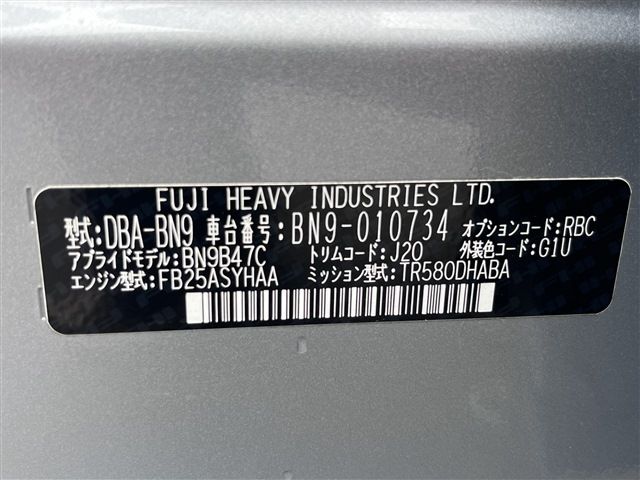 FUJI HEAVY INDUSTRIES LTD.
型式:DBA-BN9 車台番号:BN9-010734 オプションコード:RBC
アプライドモデル:BN9B47C トリムコード:J20 外装色コード:G1U
エンジン型式:FB25ASYHAA ミッション型式:TR580DHABA